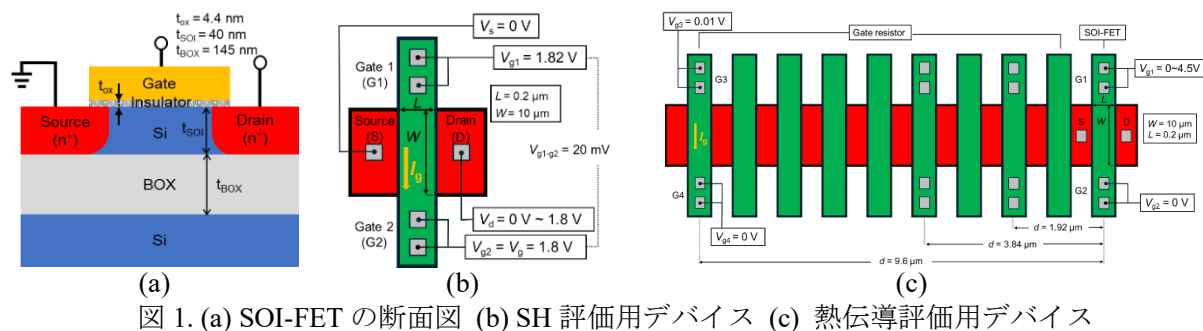 t_ox = 4.4 nm
t_SOI = 40 nm
t_BOX = 145 nm
Gate
Insulator
t_ox
Source
(n⁺)
Si
t_SOI
Drain
(n⁺)
BOX
t_BOX
Si
(a)
(b)
V_s = 0 V
Gate 1
(G1)
V_g1 = 1.82 V
L
L = 0.2 μm
W = 10 μm
Source
(S)
W
Drain
(D)
I_g
V_g1-g2 = 20 mV
V_d = 0 V ~ 1.8 V
Gate 2
(G2)
V_g2 = V_g = 1.8 V
(b)
(c)
V_g3 = 0.01 V
Gate resistor
SOI-FET
G3
G1
V_g1 = 0~4.5V
L
I_g
S
W
D
W = 10 μm
L = 0.2 μm
G4
G2
V_g4 = 0V
V_g2 = 0 V
d = 1.92 μm
d = 3.84 μm
d = 9.6 μm
(c)
図 1. (a) SOI-FET の断面図 (b) SH 評価用デバイス (c) 熱伝導評価用デバイス